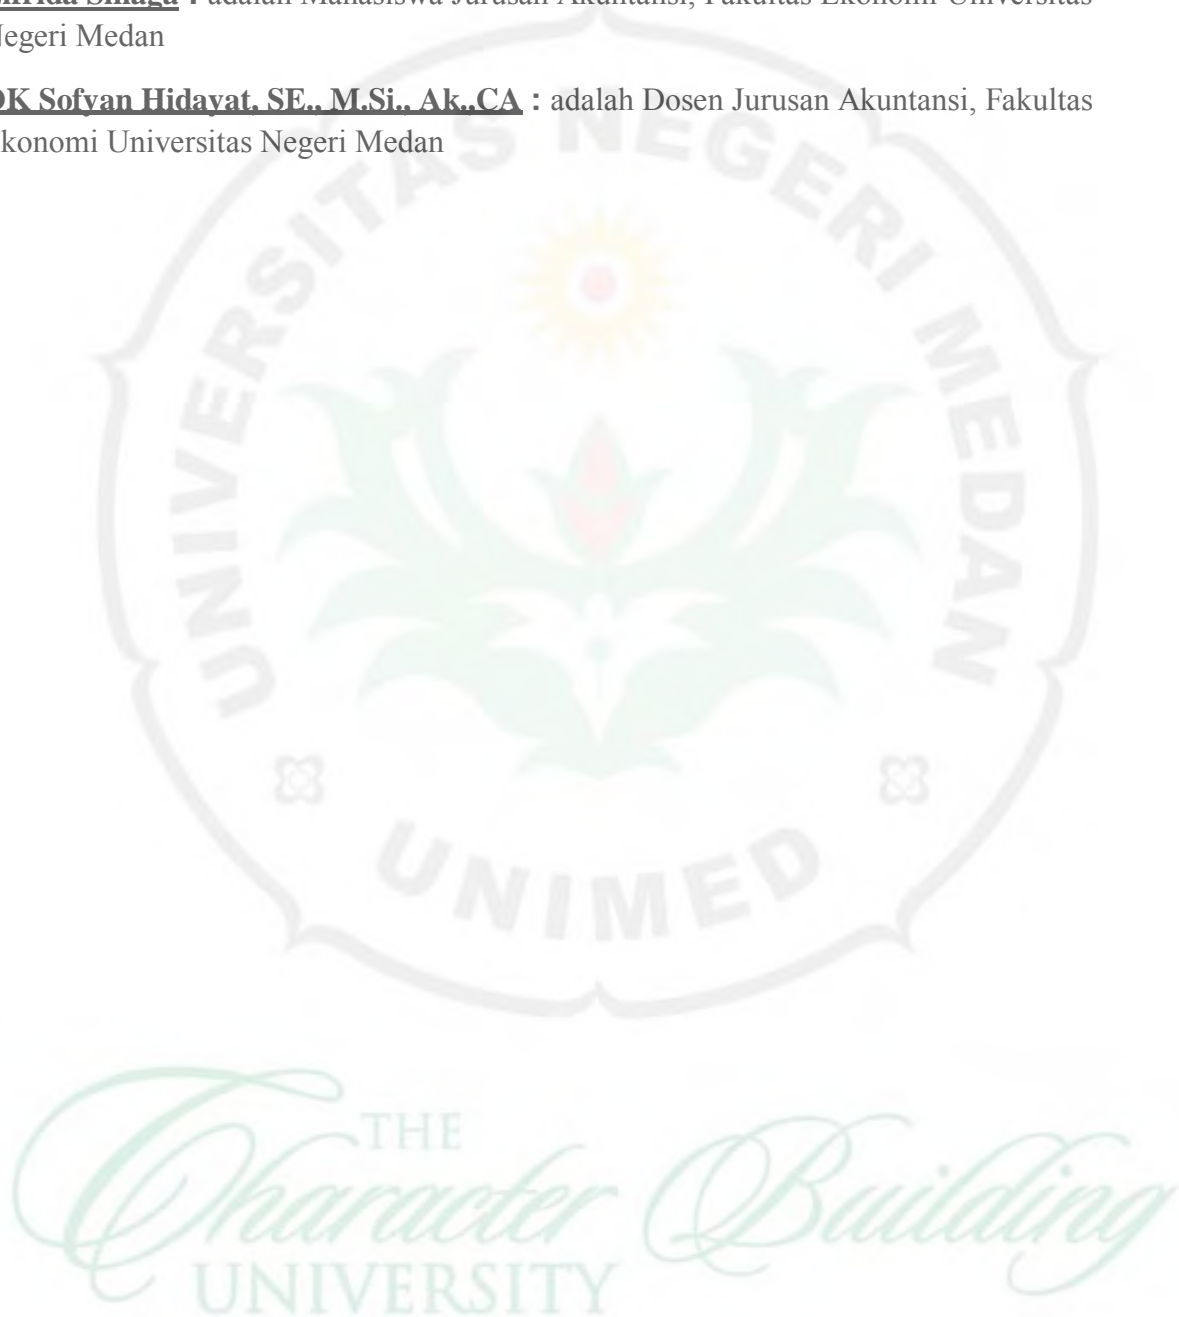 Sinaga : adalah Mahasiswa Jurusan Akuntansi, Fakultas Ekonomi Universitas
Negeri Medan
OK Sofyan Hidayat, SE., M.Si., Ak.,CA : adalah Dosen Jurusan Akuntansi, Fakultas
Ekonomi Universitas Negeri Medan
UNIVERSITAS NEGERI MEDAN
UNIMED
THE
Character Building
UNIVERSITY